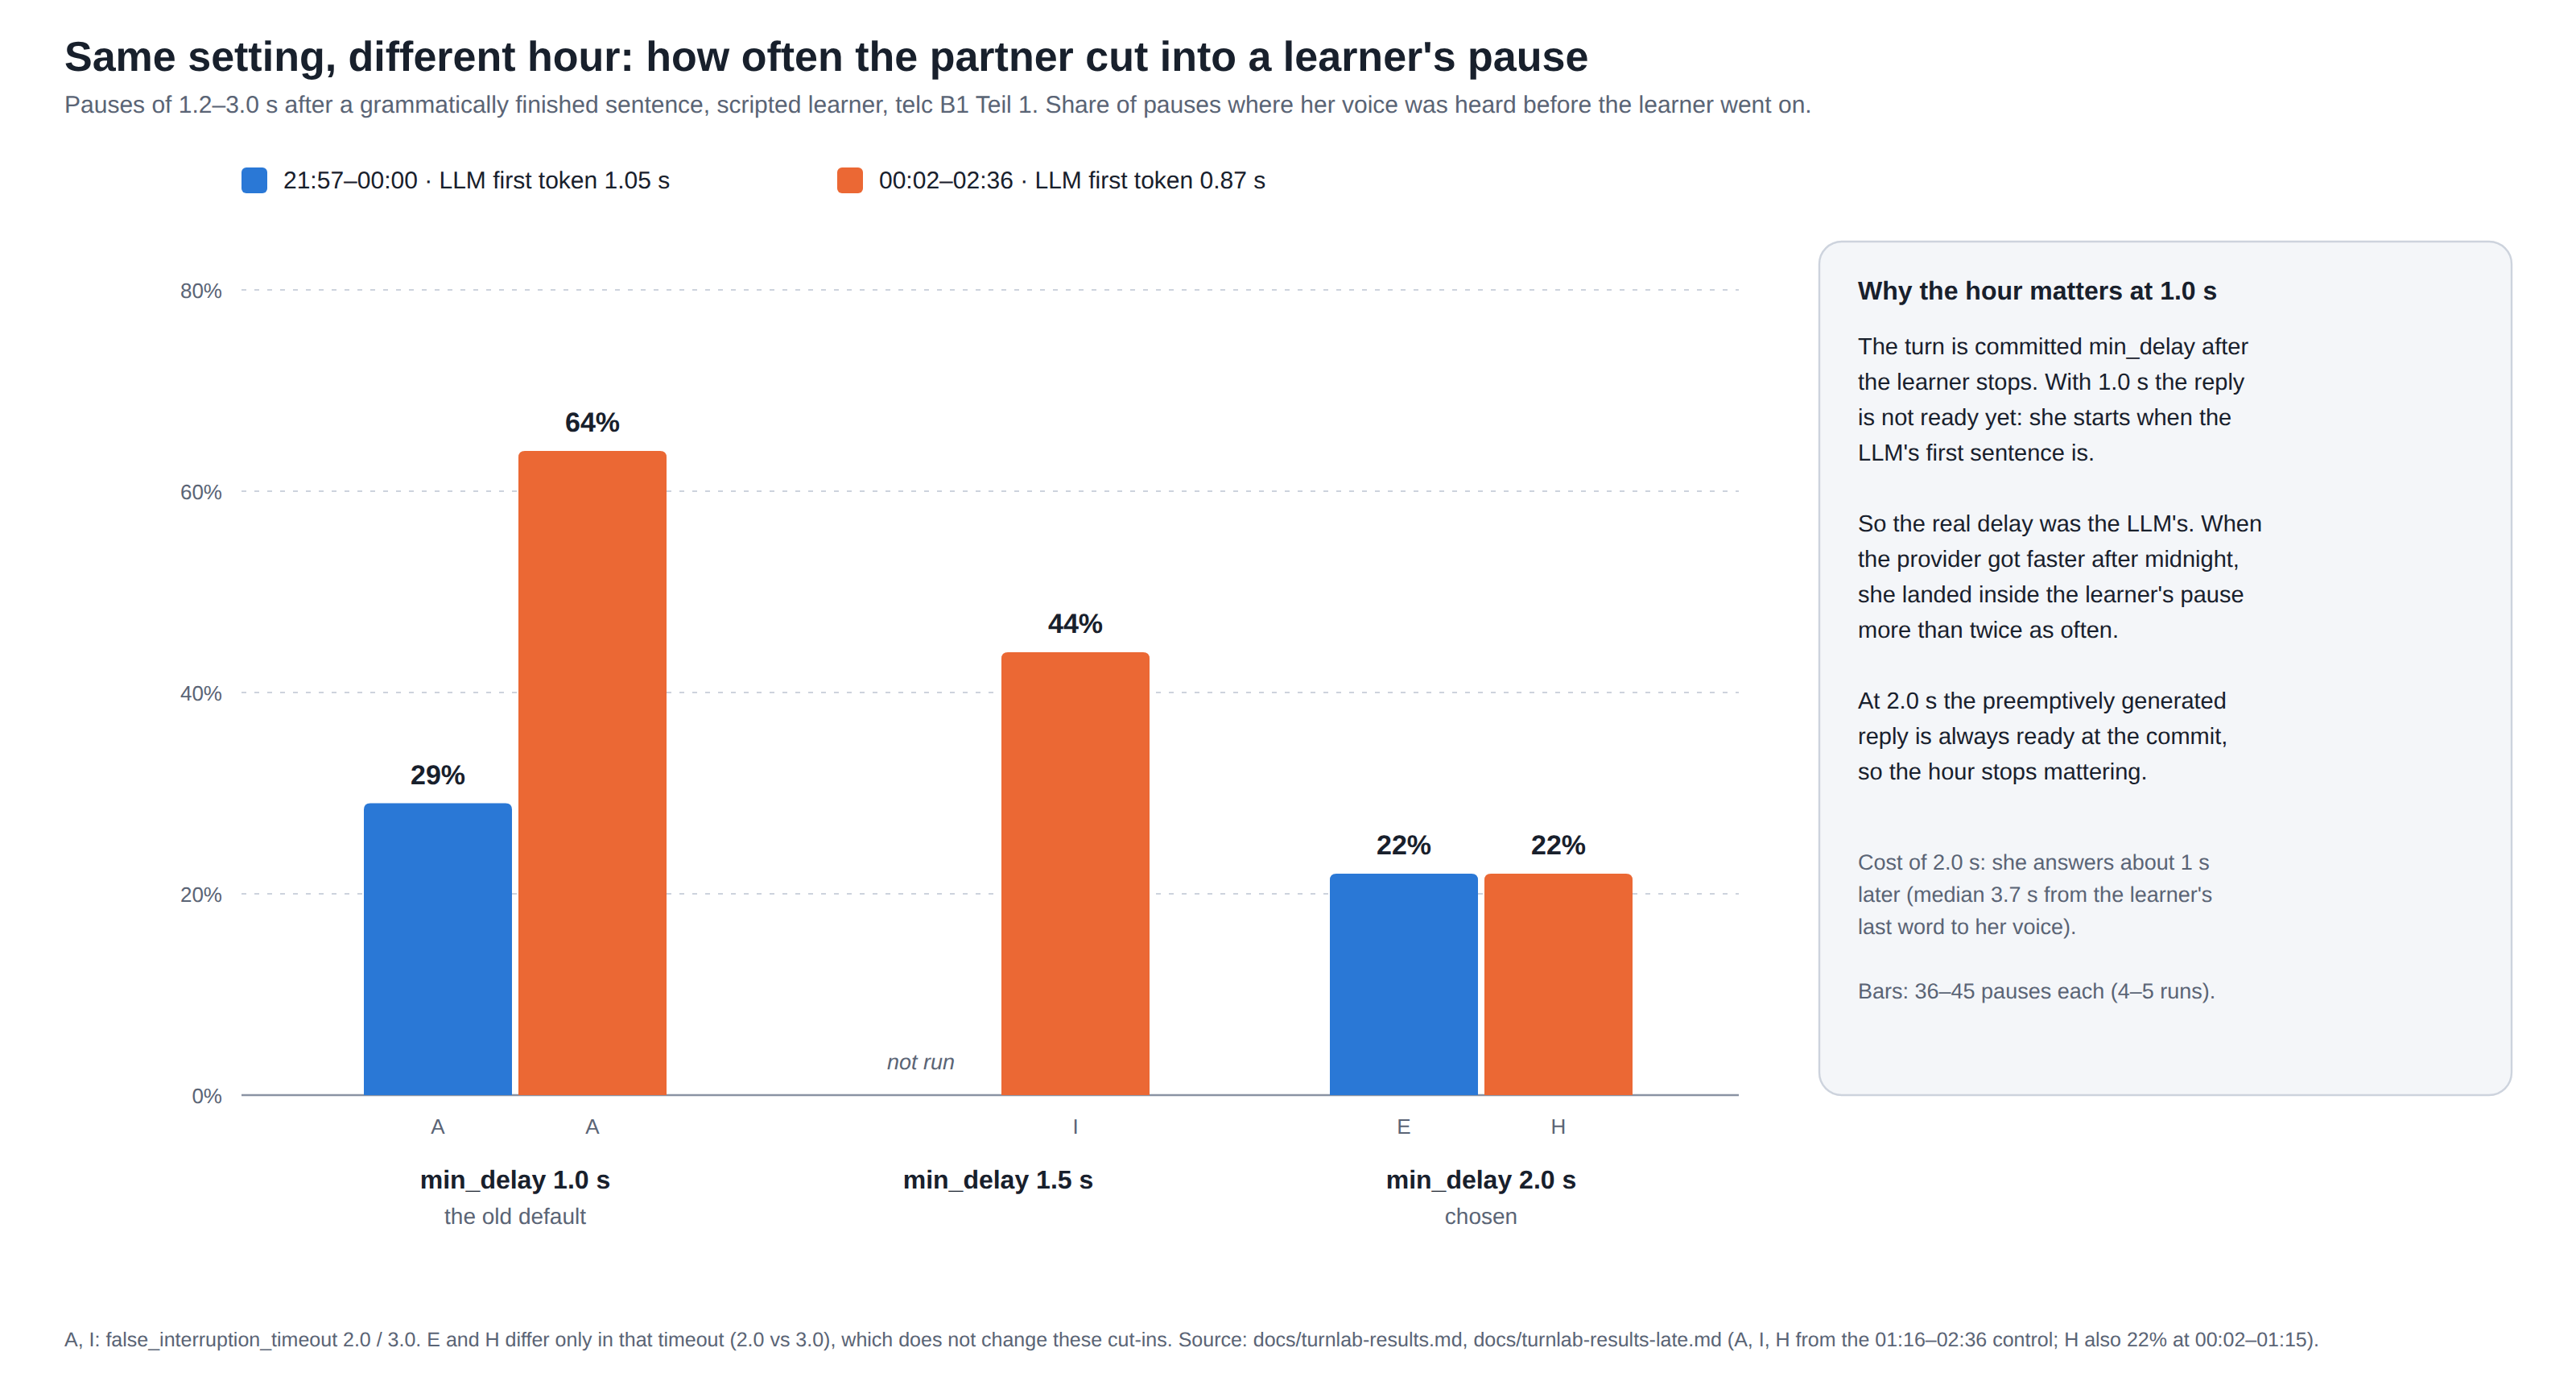 Same setting, different hour: how often the partner cut into a learner's pause
Pauses of 1.2–3.0 s after a grammatically finished sentence, scripted learner, telc B1 Teil 1. Share of pauses where her voice was heard before the learner went on.
21:57–00:00 · LLM first token 1.05 s
00:02–02:36 · LLM first token 0.87 s
80%
60%
40%
20%
0%
29%
64%
not run
44%
22%
22%
A
A
I
E
H
min_delay 1.0 s
the old default
min_delay 1.5 s
min_delay 2.0 s
chosen
Why the hour matters at 1.0 s
The turn is committed min_delay after
the learner stops. With 1.0 s the reply
is not ready yet: she starts when the
LLM's first sentence is.
So the real delay was the LLM's. When
the provider got faster after midnight,
she landed inside the learner's pause
more than twice as often.
At 2.0 s the preemptively generated
reply is always ready at the commit,
so the hour stops mattering.
Cost of 2.0 s: she answers about 1 s
later (median 3.7 s from the learner's
last word to her voice).
Bars: 36–45 pauses each (4–5 runs).
A, I: false_interruption_timeout 2.0 / 3.0. E and H differ only in that timeout (2.0 vs 3.0), which does not change these cut-ins. Source: docs/turnlab-results.md, docs/turnlab-results-late.md (A, I, H from the 01:16–02:36 control; H also 22% at 00:02–01:15).